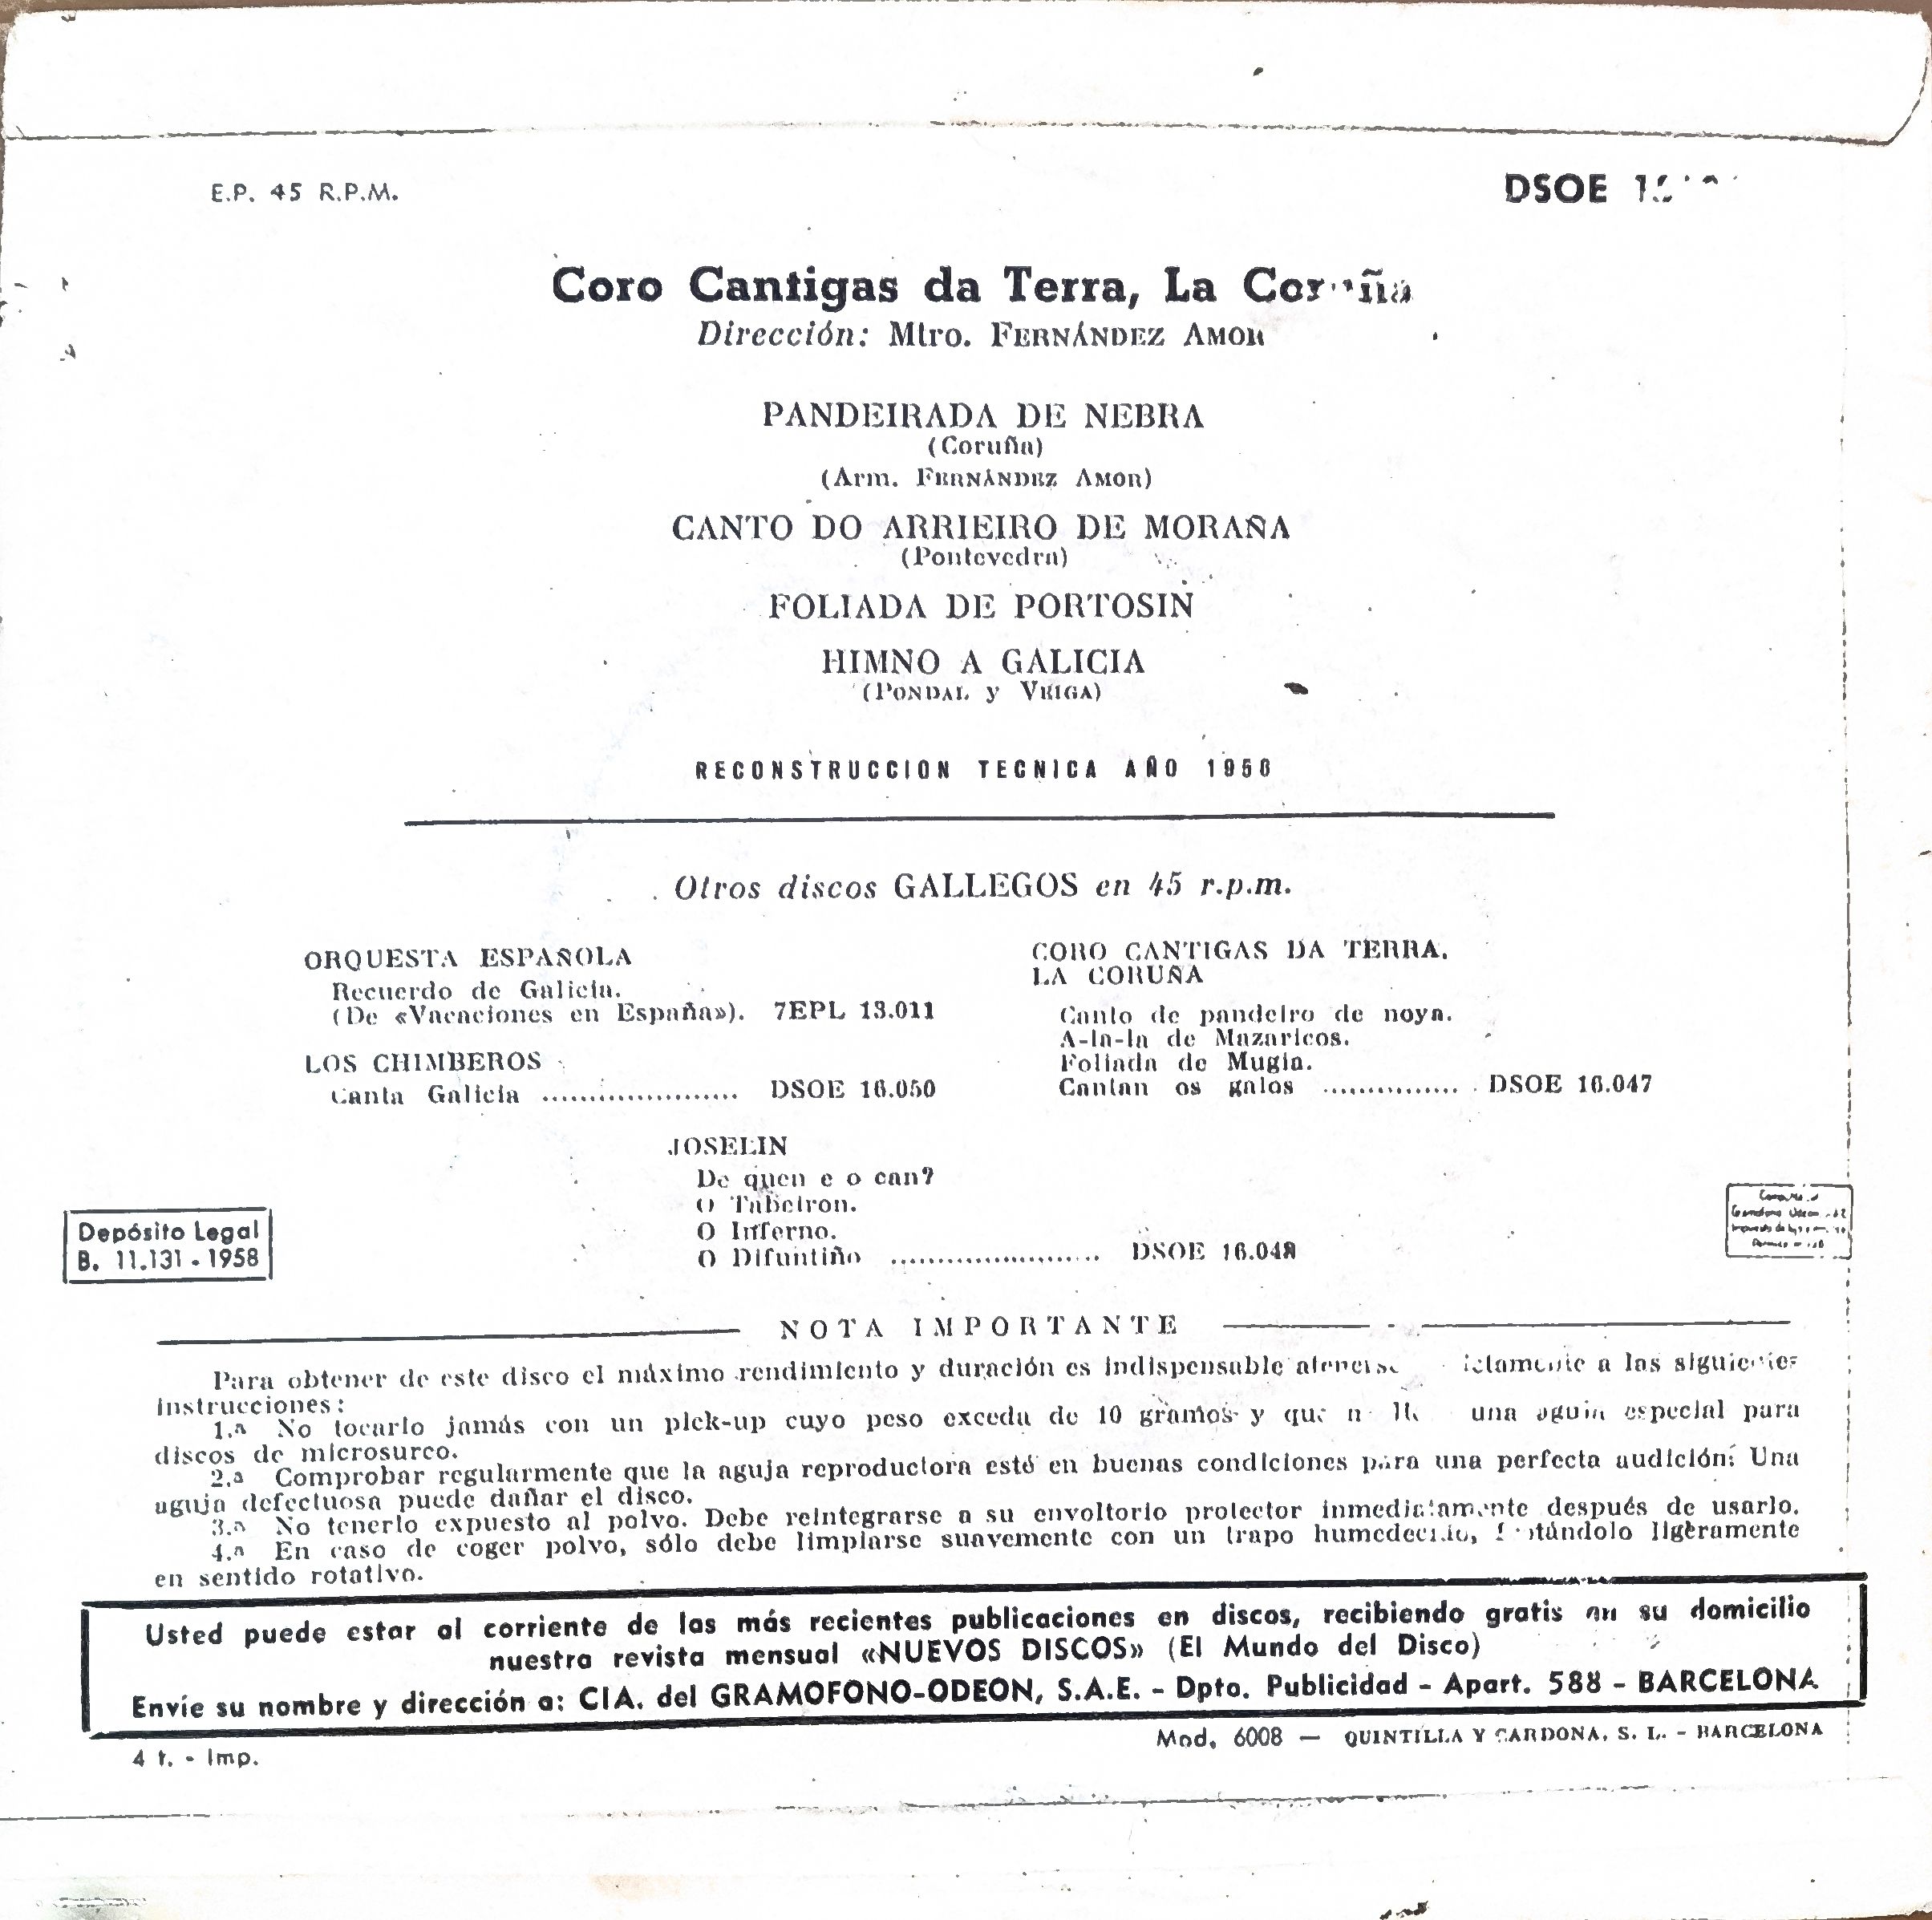 E.P. 45 R.P.M.
DSOE
Coro Cantigas da Terra, La
Dirección: Mtro. FERNÁNDEZ AMOR
PANDEIRADA DE NEBRA
(Coruña)
(Arm. FERNÁNDEZ AMOR)
CANTO DO ARRIEIRO DE MORAÑA
(Pontevedra)
FOLIADA DE PORTOSIN
HIMNO A GALICIA
(PONDAL y VEIGA)
RECONSTRUCCION TECNICA AÑO
Otros discos GALLEGOS en 45 r.p.m.
ORQUESTA ESPAÑOLA
Recuerdo de Galicia.
(De «Vacaciones en España»). 7EPL 13.011
LOS CHIMBEROS
Canta Galicia ..................... DSOE 16.050
CORO CANTIGAS DA TERRA.
LA CORUÑA
Canto de pandeiro de noya.
A-la-la de Mazaricos.
Foliada de Mugia.
Cantan os galos ............... DSOE 16.047
JOSELIN
De quen e o can?
O Tabeiron.
O Inferno.
O Difuntiño ...................... DSOE 16.048
Depósito Legal
B. 11.131 - 1958
NOTA IMPORTANTE
Para obtener de este disco el máximo rendimiento y duración es indispensable a las siguientes
instrucciones:
1.ª No tocarlo jamás con un pick-up cuyo peso exceda de 10 gramos y que una aguja especial para
discos de microsurco.
2.ª Comprobar regularmente que la aguja reproductora esté en buenas condiciones para una perfecta audición: Una
aguja defectuosa puede dañar el disco.
3.ª No tenerlo expuesto al polvo. Debe reintegrarse a su envoltorio protector inmediatamente después de usarlo.
4.ª En caso de coger polvo, sólo debe limpiarse suavemente con un trapo humedecido, frotándolo ligeramente
en sentido rotativo.
Usted puede estar al corriente de las más recientes publicaciones en discos, recibiendo gratis en su domicilio
nuestra revista mensual «NUEVOS DISCOS» (El Mundo del Disco)
Envíe su nombre y dirección a: CIA. del GRAMOFONO-ODEON, S.A.E. - Dpto. Publicidad - Apart. 588 - BARCELONA
Mod. 6008 — QUINTILLA Y CARDONA, S. L. - BARCELONA
4 t. - Imp.